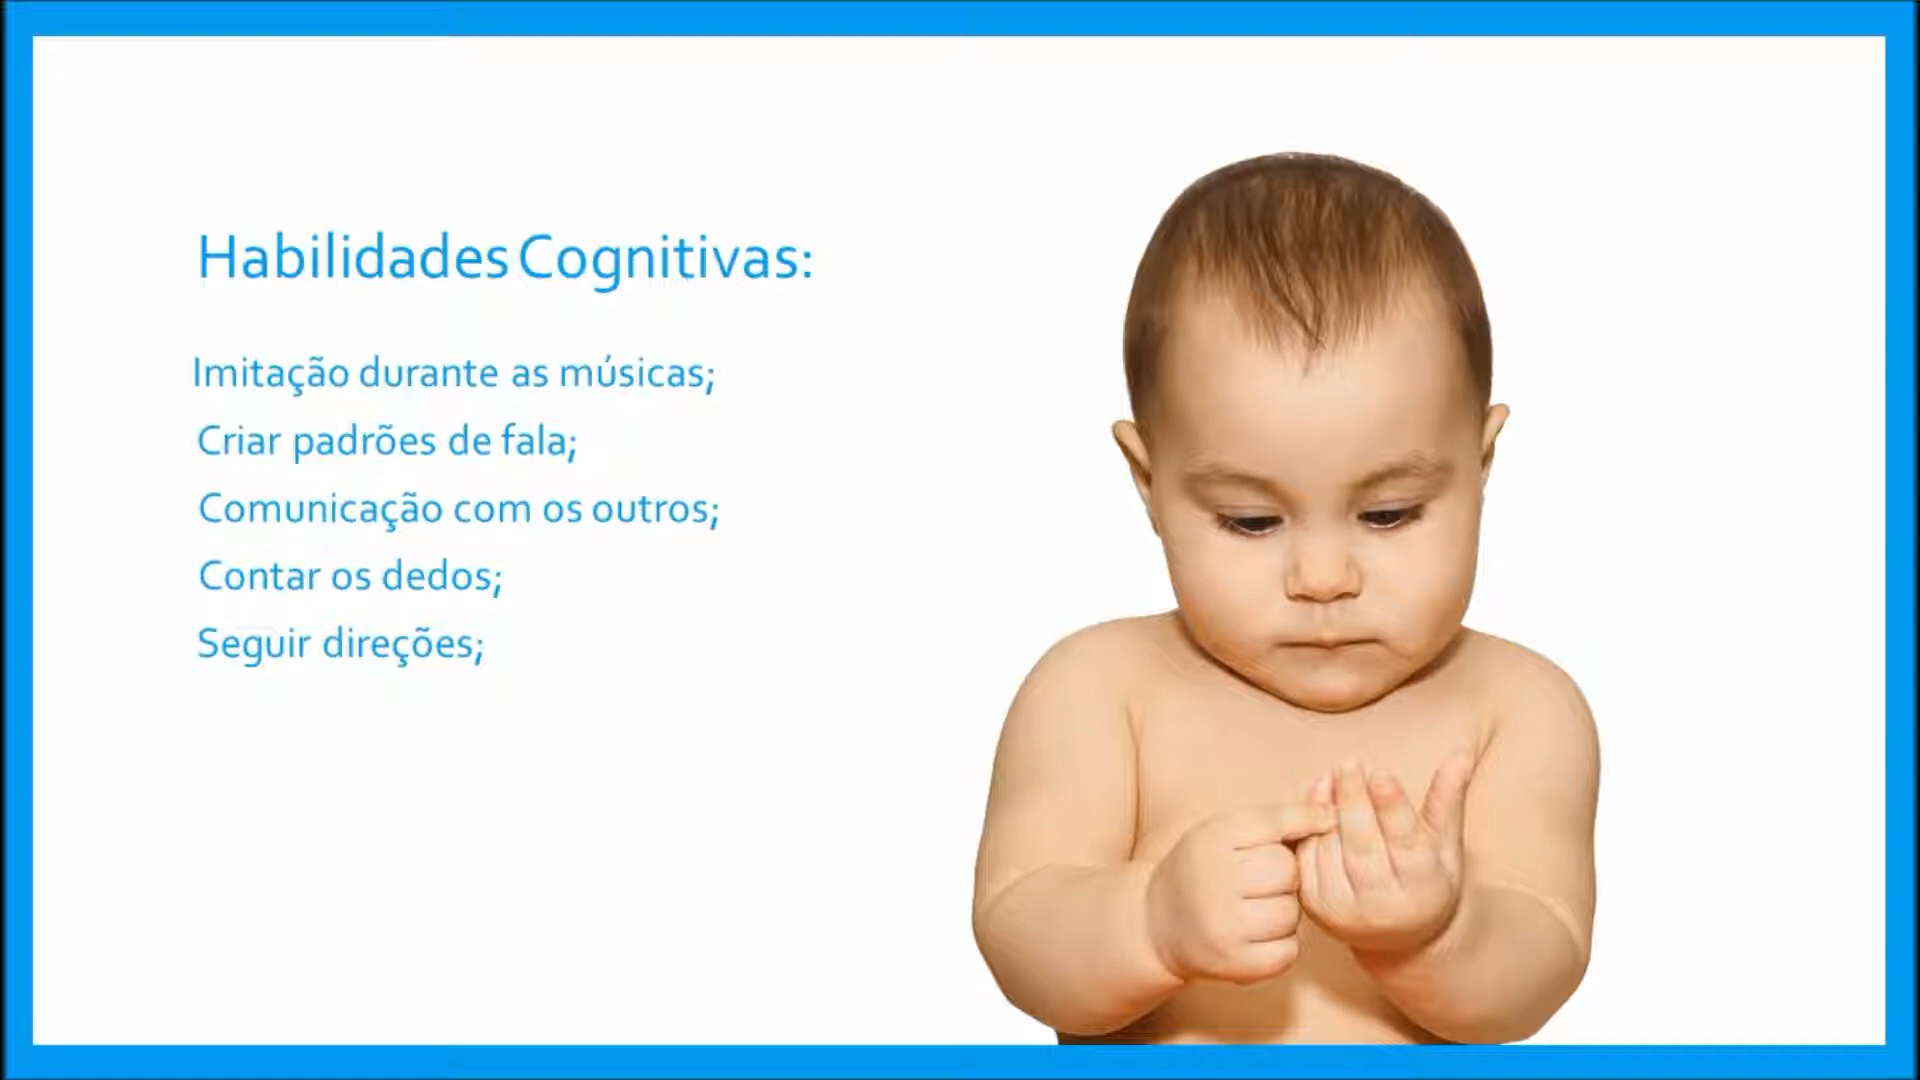 Habilidades Cognitivas:
Imitação durante as músicas;
Criar padrões de fala;
Comunicação com os outros;
Contar os dedos;
Seguir direções;